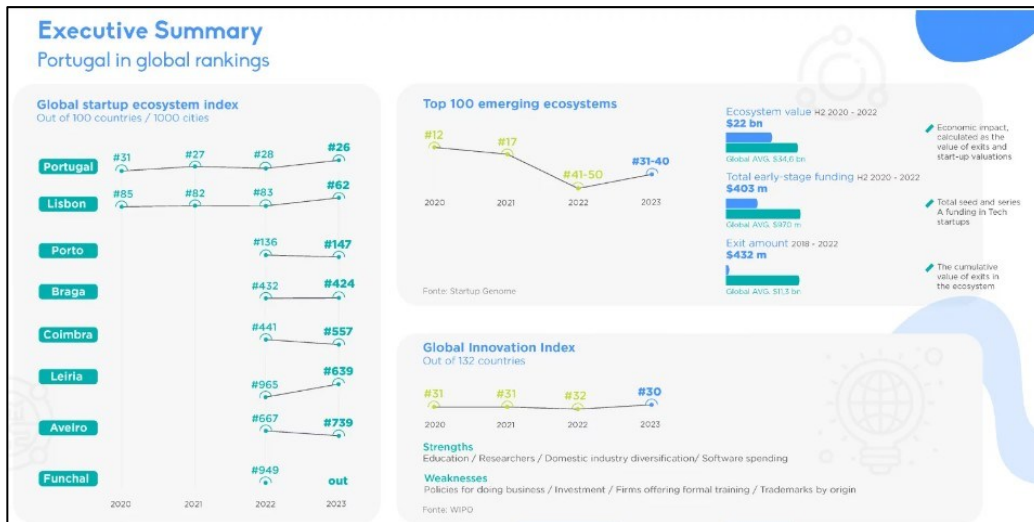 Executive Summary
Portugal in global rankings
Global startup ecosystem index
Out of 100 countries / 1000 cities
Portugal #31 #27 #28 #26
Lisbon #85 #82 #83 #62
Porto #136 #147
Braga #432 #424
Coimbra #441 #557
Leiria #965 #639
Aveiro #667 #739
Funchal #949 out
2020 2021 2022 2023
Top 100 emerging ecosystems
#12 #17 #41-50 #31-40
2020 2021 2022 2023
Fonte: Startup Genome
Ecosystem value H2 2020 - 2022
$22 bn
Global AVG. $34,6 bn
Economic impact,
calculated as the
value of exits and
start-up valuations
Total early-stage funding H2 2020 - 2022
$403 m
Global AVG. $970 m
Total seed and series
A funding in Tech
startups
Exit amount 2018 - 2022
$432 m
Global AVG. $11,3 bn
The cumulative
value of exits in
the ecosystem
Global Innovation Index
Out of 132 countries
#31 #31 #32 #30
2020 2021 2022 2023
Strengths
Education / Researchers / Domestic industry diversification/ Software spending
Weaknesses
Policies for doing business / Investment / Firms offering formal training / Trademarks by origin
Fonte: WIPO